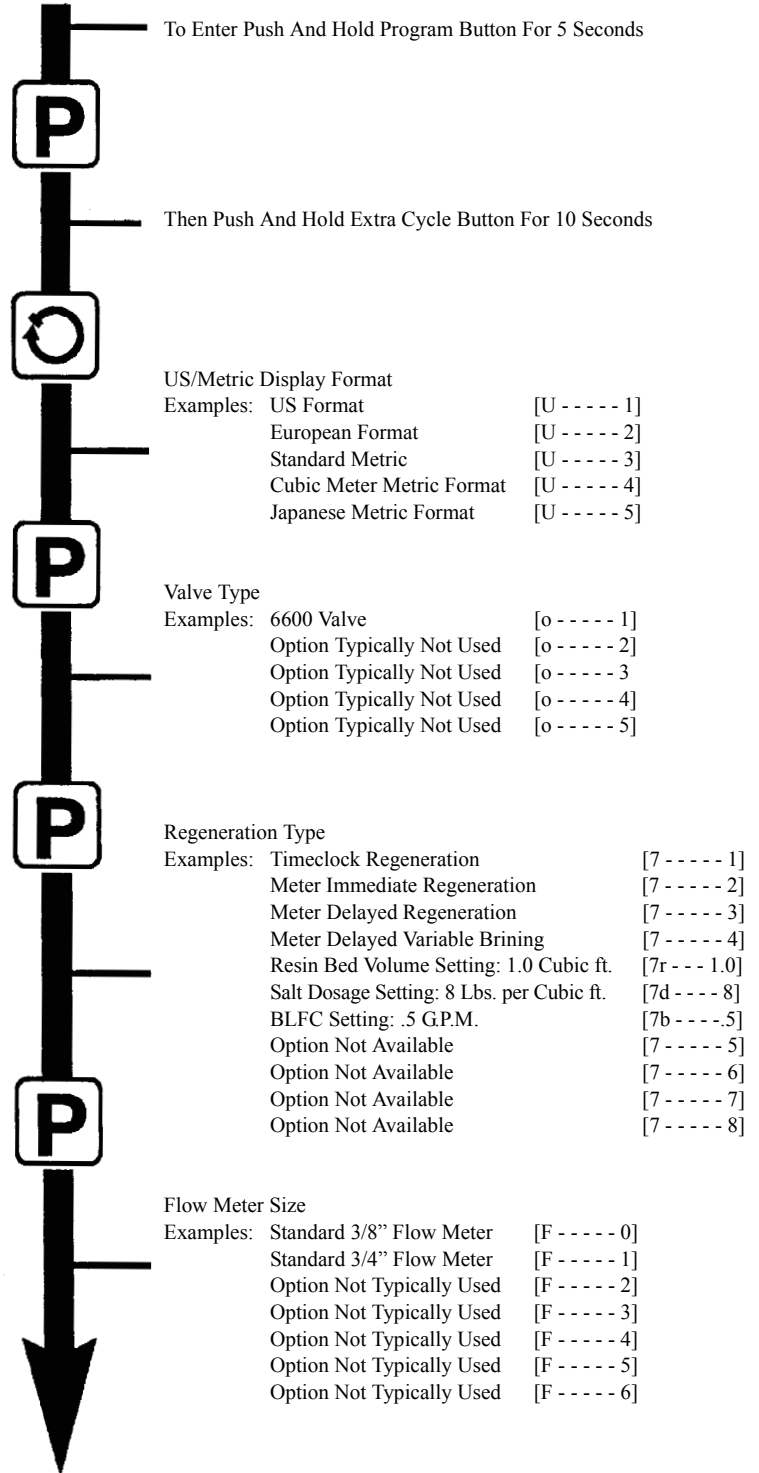 To Enter Push And Hold Program Button For 5 Seconds
P
Then Push And Hold Extra Cycle Button For 10 Seconds
US/Metric Display Format
Examples: US Format [U - - - - - 1]
European Format [U - - - - - 2]
Standard Metric [U - - - - - 3]
Cubic Meter Metric Format [U - - - - - 4]
Japanese Metric Format [U - - - - - 5]
P
Valve Type
Examples: 6600 Valve [o - - - - - 1]
Option Typically Not Used [o - - - - - 2]
Option Typically Not Used [o - - - - - 3
Option Typically Not Used [o - - - - - 4]
Option Typically Not Used [o - - - - - 5]
P
Regeneration Type
Examples: Timeclock Regeneration [7 - - - - - 1]
Meter Immediate Regeneration [7 - - - - - 2]
Meter Delayed Regeneration [7 - - - - - 3]
Meter Delayed Variable Brining [7 - - - - - 4]
Resin Bed Volume Setting: 1.0 Cubic ft. [7r - - - 1.0]
Salt Dosage Setting: 8 Lbs. per Cubic ft. [7d - - - - 8]
BLFC Setting: .5 G.P.M. [7b - - - -.5]
Option Not Available [7 - - - - - 5]
Option Not Available [7 - - - - - 6]
Option Not Available [7 - - - - - 7]
Option Not Available [7 - - - - - 8]
P
Flow Meter Size
Examples: Standard 3/8” Flow Meter [F - - - - - 0]
Standard 3/4” Flow Meter [F - - - - - 1]
Option Not Typically Used [F - - - - - 2]
Option Not Typically Used [F - - - - - 3]
Option Not Typically Used [F - - - - - 4]
Option Not Typically Used [F - - - - - 5]
Option Not Typically Used [F - - - - - 6]